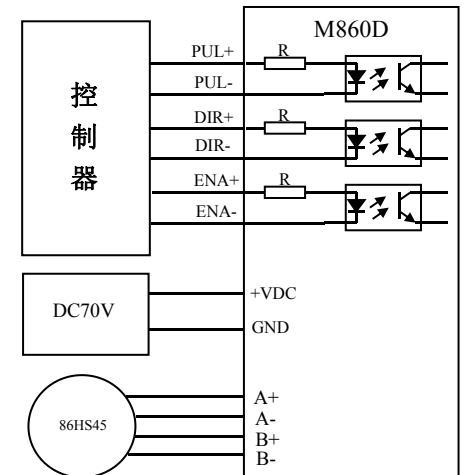 M860D
控
制
器
PUL+
R
PUL-
DIR+
R
DIR-
ENA+
R
ENA-
DC70V
+VDC
GND
86HS45
A+
A-
B+
B-